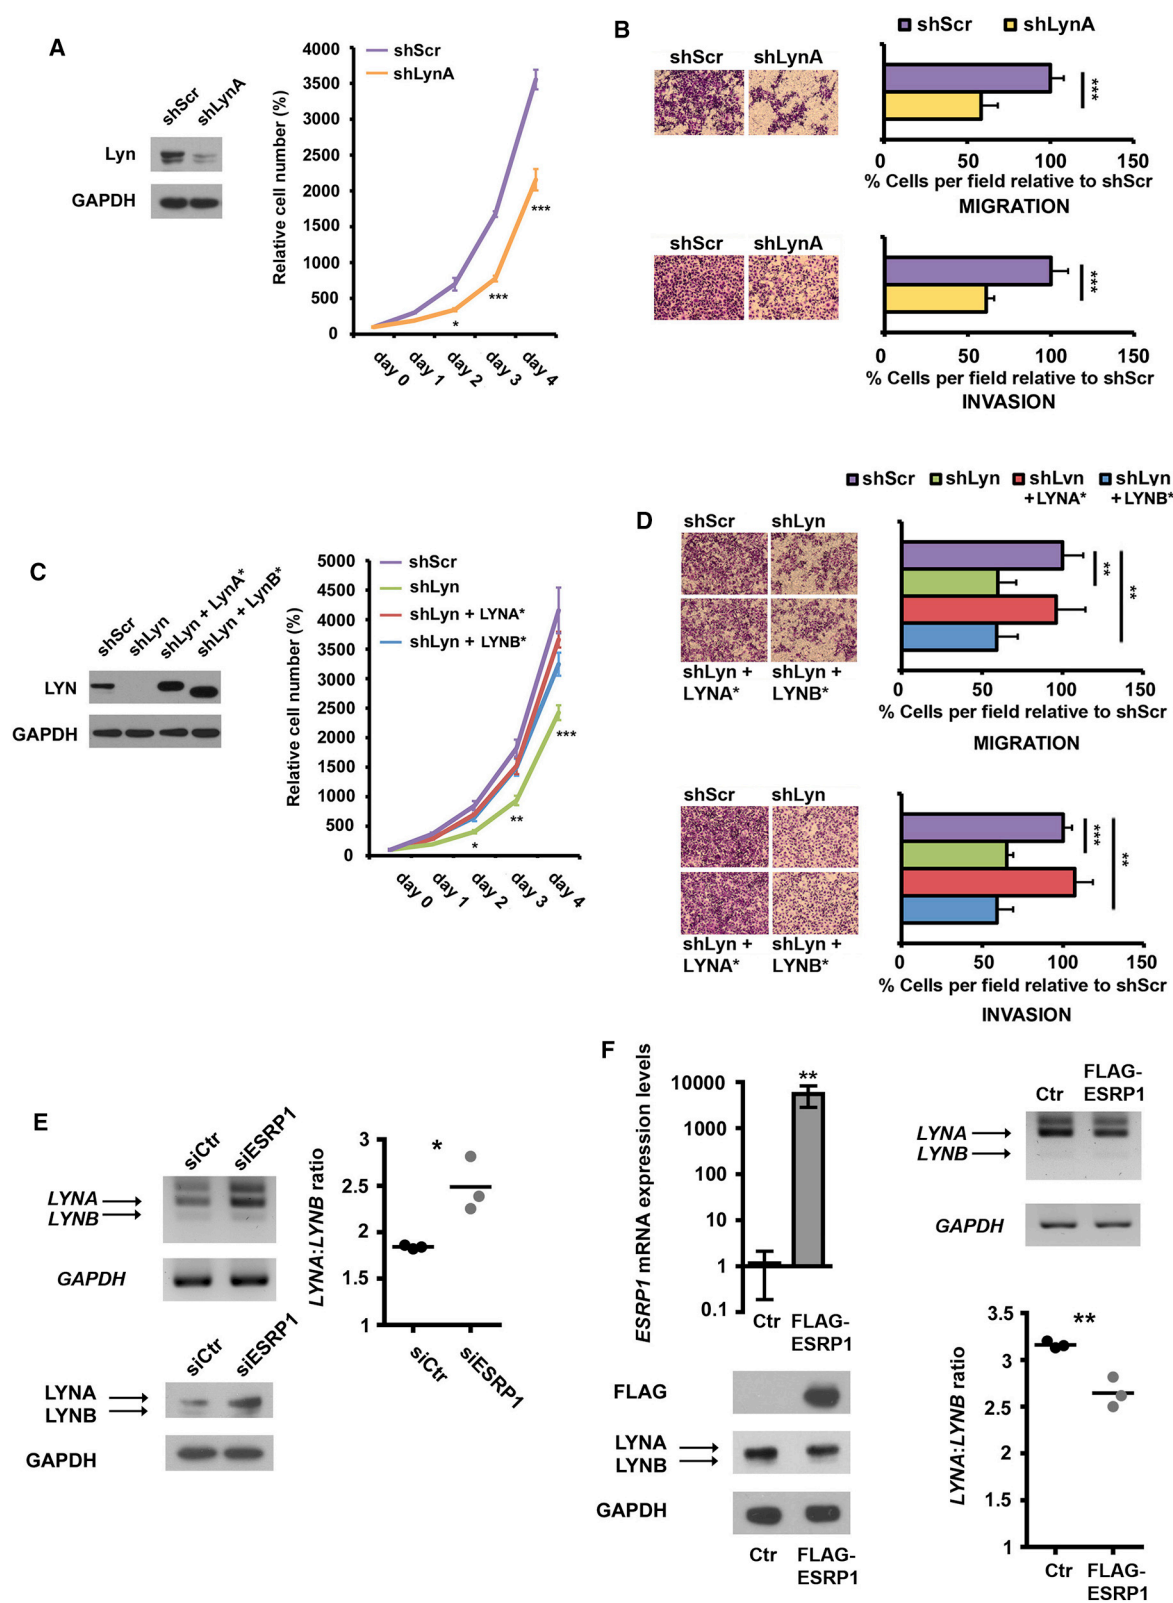 A
shScr
shLynA
Lyn
GAPDH
Relative cell number (%)
4000
3500
3000
2500
2000
1500
1000
500
0
shScr
shLynA
*
***
***
day 0
day 1
day 2
day 3
day 4
B
shScr
shLynA
shScr shLynA
***
0 50 100 150
% Cells per field relative to shScr
MIGRATION
shScr shLynA
***
0 50 100 150
% Cells per field relative to shScr
INVASION
C
shScr
shLyn
shLyn + LynA*
shLyn + LynB*
LYN
GAPDH
Relative cell number (%)
5000
4500
4000
3500
3000
2500
2000
1500
1000
500
0
shScr
shLyn
shLyn + LYNA*
shLyn + LYNB*
*
**
***
day 0
day 1
day 2
day 3
day 4
D
shScr
shLyn
shLyn
+ LYNA*
shLyn
+ LYNB*
shScr shLyn
shLyn + shLyn +
LYNA* LYNB*
**
**
0 50 100 150
% Cells per field relative to shScr
MIGRATION
shScr shLyn
shLyn + shLyn +
LYNA* LYNB*
***
**
0 50 100 150
% Cells per field relative to shScr
INVASION
E
siCtr
siESRP1
LYNA
LYNB
GAPDH
siCtr
siESRP1
LYNA
LYNB
GAPDH
LYNA:LYNB ratio
3
2.5
2
1.5
1
*
siCtr
siESRP1
F
ESRP1 mRNA expression levels
10000
1000
100
10
1
0.1
**
Ctr FLAG-
ESRP1
FLAG
LYNA
LYNB
GAPDH
Ctr FLAG-
ESRP1
Ctr FLAG-
ESRP1
LYNA
LYNB
GAPDH
LYNA:LYNB ratio
3.5
3
2.5
2
1.5
1
**
Ctr FLAG-
ESRP1